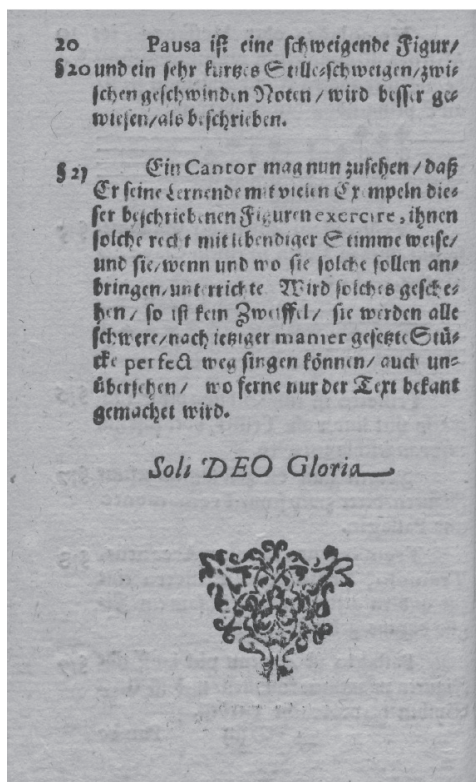 20 Pausa ist eine schweigende Figur/
§ 20 und ein sehr kurtzes Stilleschweigen/zwi-
schen geschwinden Noten/wird besser ge-
wiesen/als beschrieben.
§ 21 Ein Cantor mag nun zusehen/daß
Er seine Lernende mit vielen Exempeln die-
ser beschriebenen Figuren exercire, ihnen
solche recht mit lebendiger Stimme weise/
und sie/wenn und wo sie solche sollen an-
bringen/unterrichte. Wird solches gesche-
hen/ so ist kein Zweiffel/ sie werden alle
schwere/nach ietziger manier gesetzte Stü-
cke perfect weg singen können/ auch un-
übersehen/ wo ferne nur der Text bekant
gemachet wird.
Soli DEO Gloria